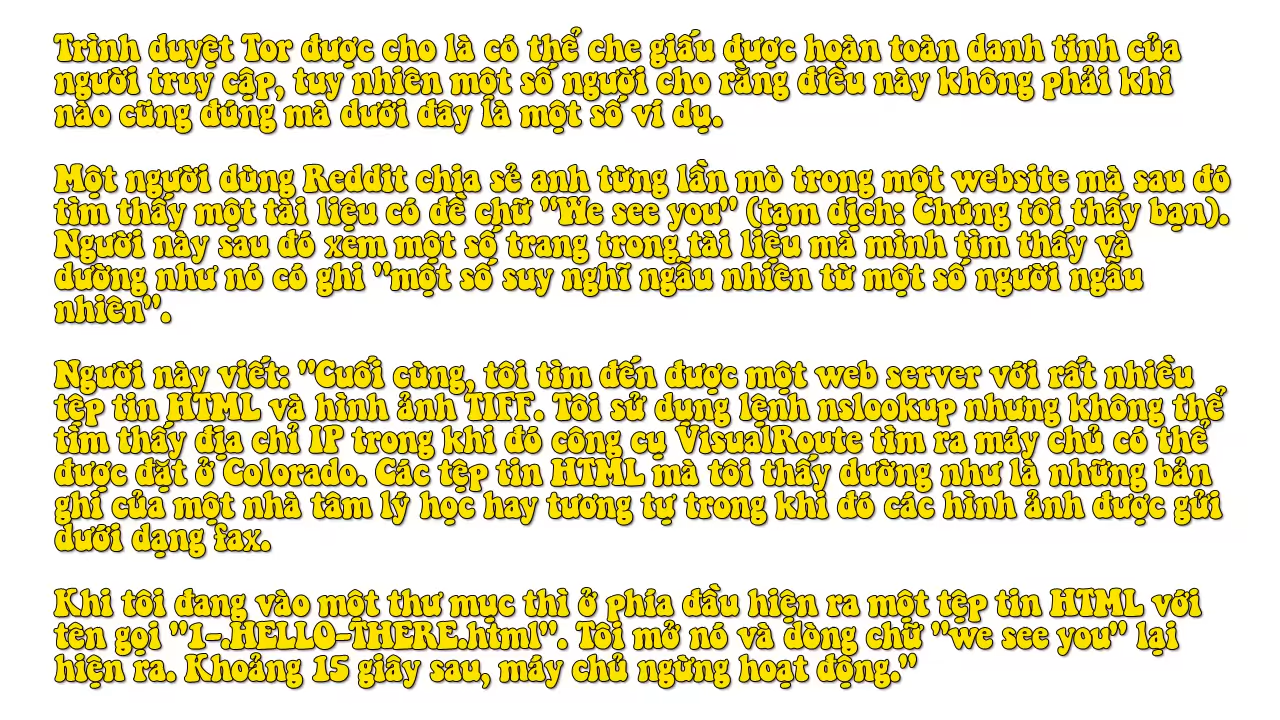 Trình duyệt Tor được cho là có thể che giấu được hoàn toàn danh tính của
người truy cập, tuy nhiên một số người cho rằng điều này không phải khi
nào cũng đúng mà dưới đây là một số ví dụ.
Một người dùng Reddit chia sẻ anh từng lần mò trong một website mà sau đó
tìm thấy một tài liệu có đề chữ "We see you" (tạm dịch: Chúng tôi thấy bạn).
Người này sau đó xem một số trang trong tài liệu mà mình tìm thấy và
dường như nó có ghi "một số suy nghĩ ngẫu nhiên từ một số người ngẫu
nhiên".
Người này viết: "Cuối cùng, tôi tìm đến được một web server với rất nhiều
tệp tin HTML và hình ảnh TIFF. Tôi sử dụng lệnh nslookup nhưng không thể
tìm thấy địa chỉ IP trong khi đó công cụ VisualRoute tìm ra máy chủ có thể
được đặt ở Colorado. Các tệp tin HTML mà tôi thấy dường như là những bản
ghi của một nhà tâm lý học hay tương tự trong khi đó các hình ảnh được gửi
dưới dạng fax.
Khi tôi đang vào một thư mục thì ở phía đầu hiện ra một tệp tin HTML với
tên gọi "1-.HELLO-THERE.html". Tôi mở nó và dòng chữ "we see you" lại
hiện ra. Khoảng 15 giây sau, máy chủ ngừng hoạt động."